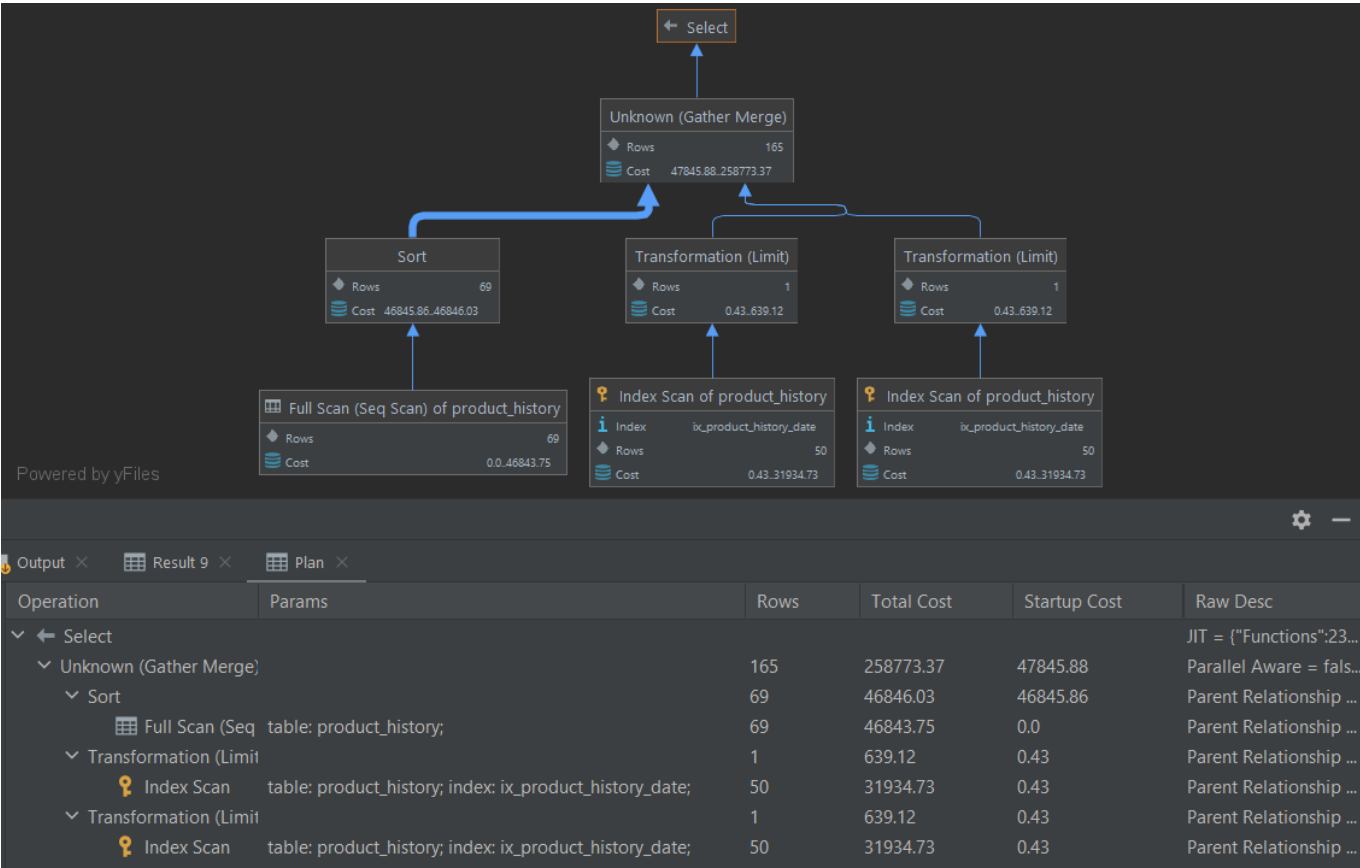 Select
Unknown (Gather Merge)
Rows 165
Cost 47845.88..258773.37
Sort
Rows 69
Cost 46845.86..46846.03
Transformation (Limit)
Rows 1
Cost 0.43..639.12
Transformation (Limit)
Rows 1
Cost 0.43..639.12
Full Scan (Seq Scan) of product_history
Rows 69
Cost 0.0..46843.75
Index Scan of product_history
Index ix_product_history_date
Rows 50
Cost 0.43..31934.73
Index Scan of product_history
Index ix_product_history_date
Rows 50
Cost 0.43..31934.73
Powered by yFiles
Output Result 9 Plan
Operation Params Rows Total Cost Startup Cost Raw Desc
Select JIT = {"Functions":23...
Unknown (Gather Merge) 165 258773.37 47845.88 Parallel Aware = fals...
Sort 69 46846.03 46845.86 Parent Relationship ...
Full Scan (Seq table: product_history; 69 46843.75 0.0 Parent Relationship ...
Transformation (Limit 1 639.12 0.43 Parent Relationship ...
Index Scan table: product_history; index: ix_product_history_date; 50 31934.73 0.43 Parent Relationship ...
Transformation (Limit 1 639.12 0.43 Parent Relationship ...
Index Scan table: product_history; index: ix_product_history_date; 50 31934.73 0.43 Parent Relationship ...